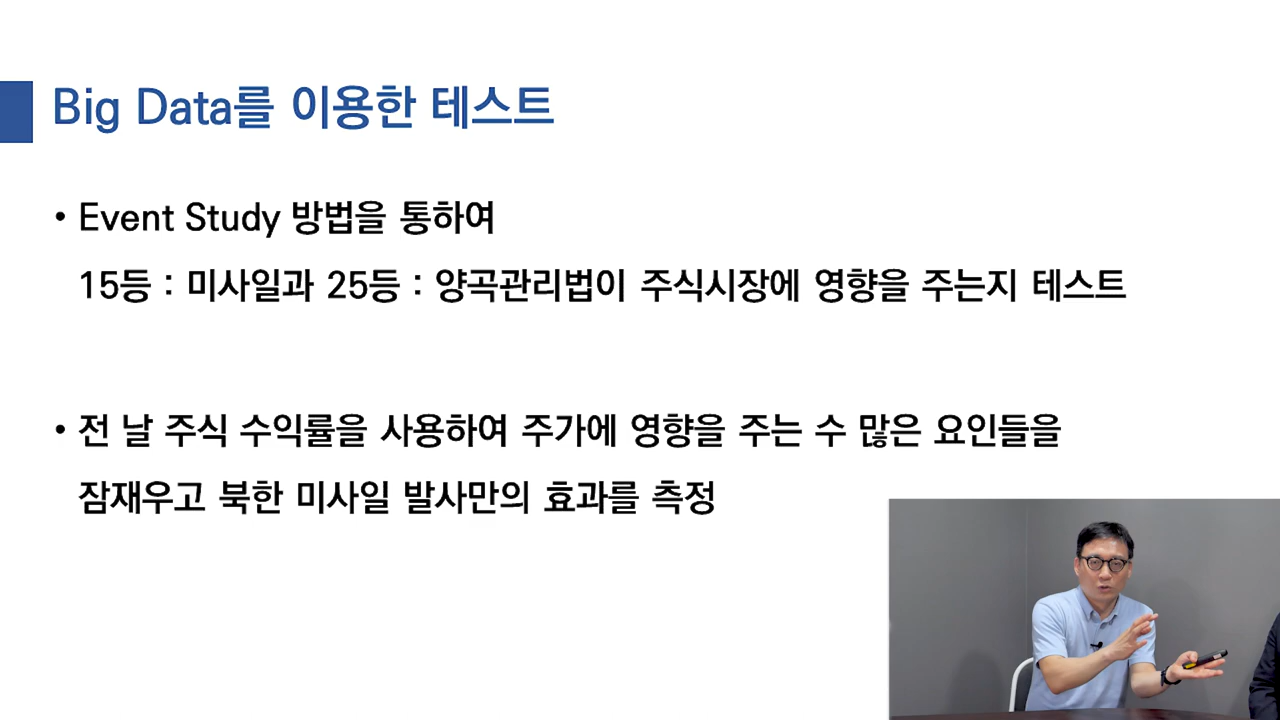 Big Data를 이용한 테스트
• Event Study 방법을 통하여
15등 : 미사일과 25등 : 양곡관리법이 주식시장에 영향을 주는지 테스트
• 전 날 주식 수익률을 사용하여 주가에 영향을 주는 수 많은 요인들을
잠재우고 북한 미사일 발사만의 효과를 측정